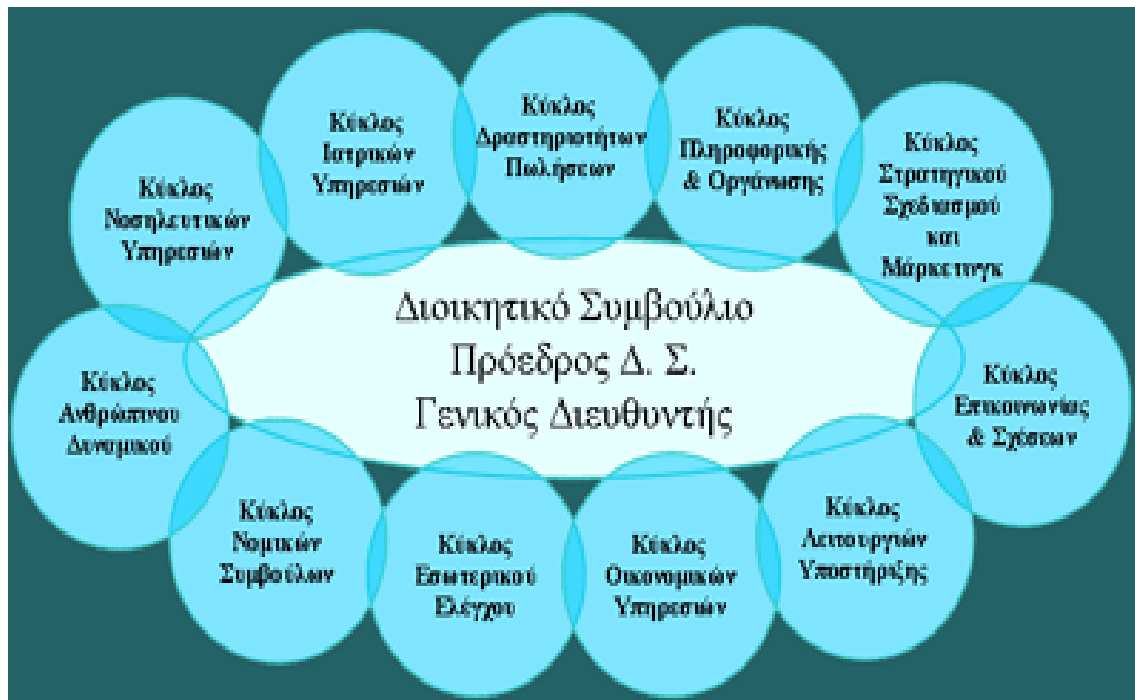 Κύκλος
Δραστηριοτήτων
Πωλήσεων
Κύκλος
Ιατρικών
Υπηρεσιών
Κύκλος
Πληροφορικής
& Οργάνωσης
Κύκλος
Νοσηλευτικών
Υπηρεσιών
Κύκλος
Στρατηγικού
Σχεδιασμού
και
Μάρκετινγκ
Διοικητικό Συμβούλιο
Πρόεδρος Δ. Σ.
Γενικός Διευθυντής
Κύκλος
Ανθρώπινου
Δυναμικού
Κύκλος
Επικοινωνίας
& Σχέσεων
Κύκλος
Νομικών
Συμβούλων
Κύκλος
Εσωτερικού
Ελέγχου
Κύκλος
Οικονομικών
Υπηρεσιών
Κύκλος
Λειτουργιών
Υποστήριξης